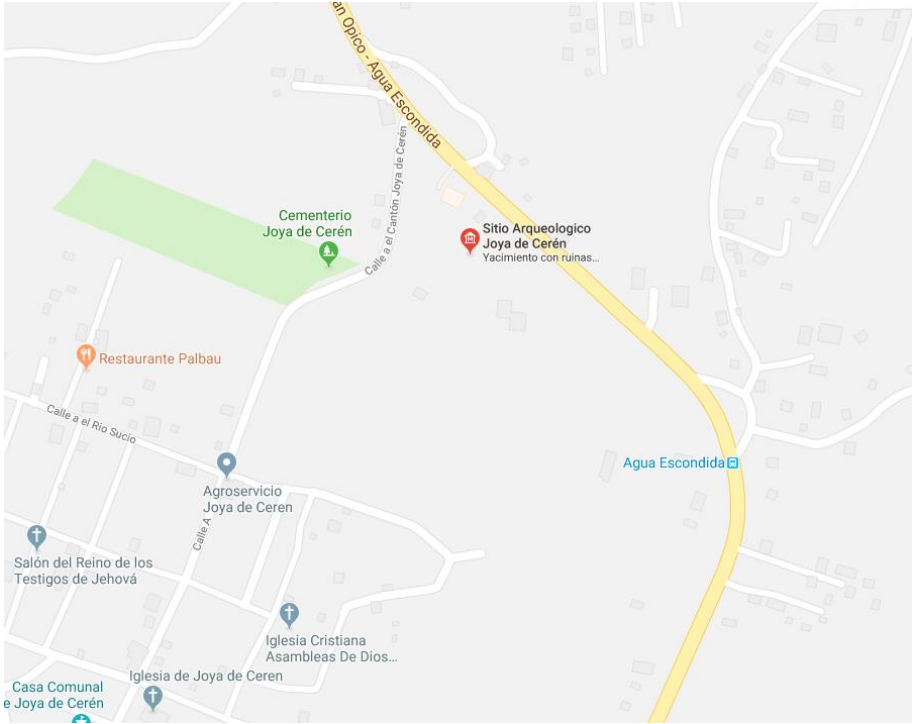 an Opico - Agua Escondida
Calle a el Cantón Joya de Cerén
Cementerio
Joya de Cerén
Sitio Arqueologico
Joya de Cerén
Yacimiento con ruinas...
Restaurante Palbau
Calle a el Rio Sucio
Agua Escondida
Agroservicio
Joya de Ceren
Calle A
Salón del Reino de los
Testigos de Jehová
Iglesia Cristiana
Asambleas De Dios...
Iglesia de Joya de Ceren
Casa Comunal
e Joya de Cerén